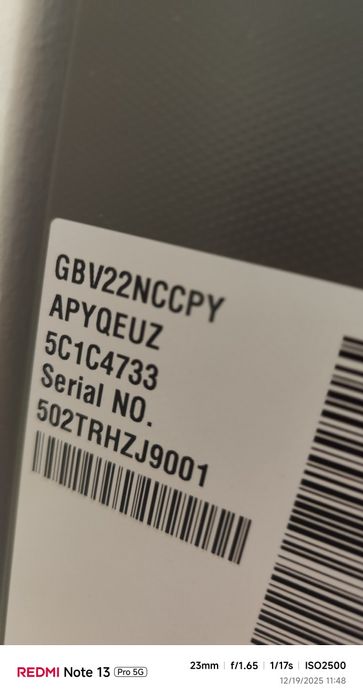 GBV22NCCPY
APYQEUZ
5C1C4733
Serial NO.
502TRHZJ9001
REDMI Note 13 Pro 5G
23mm | f/1.65 | 1/17s | ISO2500
12/19/2025 11:48